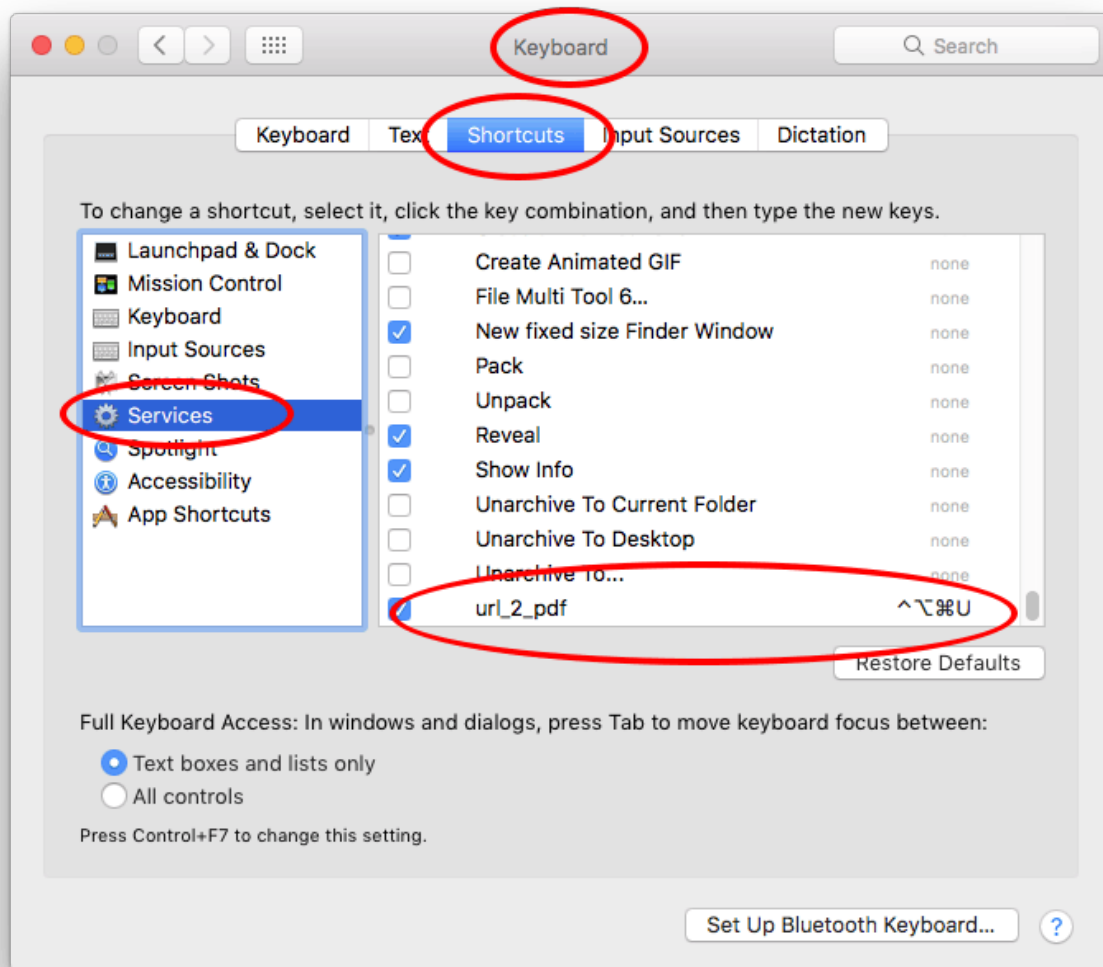 Keyboard
Search
Keyboard Text Shortcuts Input Sources Dictation
To change a shortcut, select it, click the key combination, and then type the new keys.
Launchpad & Dock
Mission Control
Keyboard
Input Sources
Screen Shots
Services
Spotlight
Accessibility
App Shortcuts
Create Animated GIF none
File Multi Tool 6... none
New fixed size Finder Window none
Pack none
Unpack none
Reveal none
Show Info none
Unarchive To Current Folder none
Unarchive To Desktop none
Unarchive To... none
url_2_pdf ^⌥⌘U
Restore Defaults
Full Keyboard Access: In windows and dialogs, press Tab to move keyboard focus between:
Text boxes and lists only
All controls
Press Control+F7 to change this setting.
Set Up Bluetooth Keyboard...
?